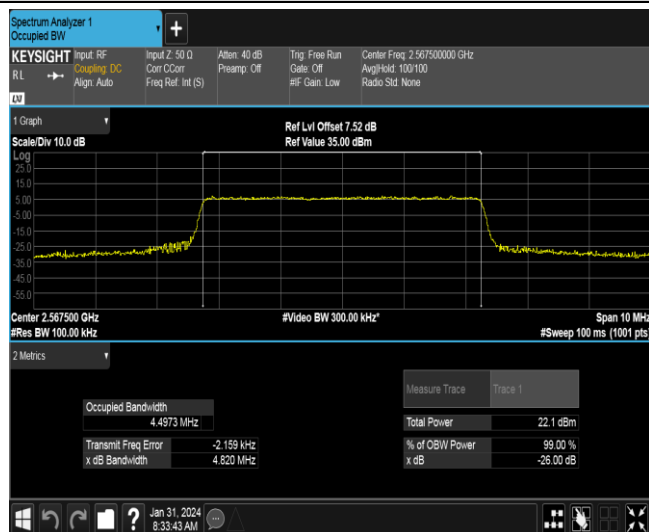 Spectrum Analyzer 1
Occupied BW
+
KEYSIGHT Input: RF Input Z: 50 Ω Atten: 40 dB Trig: Free Run Center Freq: 2.567500000 GHz
RL Coupling: DC Corr CCorr Preamp: Off Gate: Off Avg|Hold: 100/100
Align: Auto Freq Ref: Int (S) #IF Gain: Low Radio Std: None
LXI
1 Graph Ref Lvl Offset 7.52 dB
Scale/Div 10.0 dB Ref Value 35.00 dBm
Log
25.0
15.0
5.00
-5.00
-15.0
-25.0
-35.0
-45.0
-55.0
Center 2.567500 GHz #Video BW 300.00 kHz* Span 10 MHz
#Res BW 100.00 kHz #Sweep 100 ms (1001 pts)
2 Metrics
Measure Trace Trace 1
Occupied Bandwidth
4.4973 MHz Total Power 22.1 dBm
Transmit Freq Error -2.159 kHz % of OBW Power 99.00 %
x dB Bandwidth 4.820 MHz x dB -26.00 dB
? Jan 31, 2024
8:33:43 AM